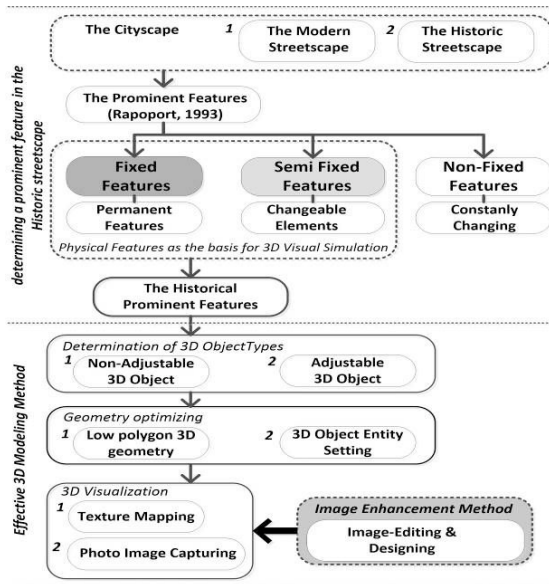 determining a prominent feature in the
Historic streetscape
The Cityscape
1 The Modern
Streetscape
2 The Historic
Streetscape
The Prominent Features
(Rapoport, 1993)
Fixed
Features
Semi Fixed
Features
Non-Fixed
Features
Permanent
Features
Changeable
Elements
Constanly
Changing
Physical Features as the basis for 3D Visual Simulation
The Historical
Prominent Features
Effective 3D Modeling Method
Determination of 3D ObjectTypes
1 Non-Adjustable
3D Object
2 Adjustable
3D Object
Geometry optimizing
1 Low polygon 3D
geometry
2 3D Object Entity
Setting
3D Visualization
1 Texture Mapping
2 Photo Image Capturing
Image Enhancement Method
Image-Editing &
Designing